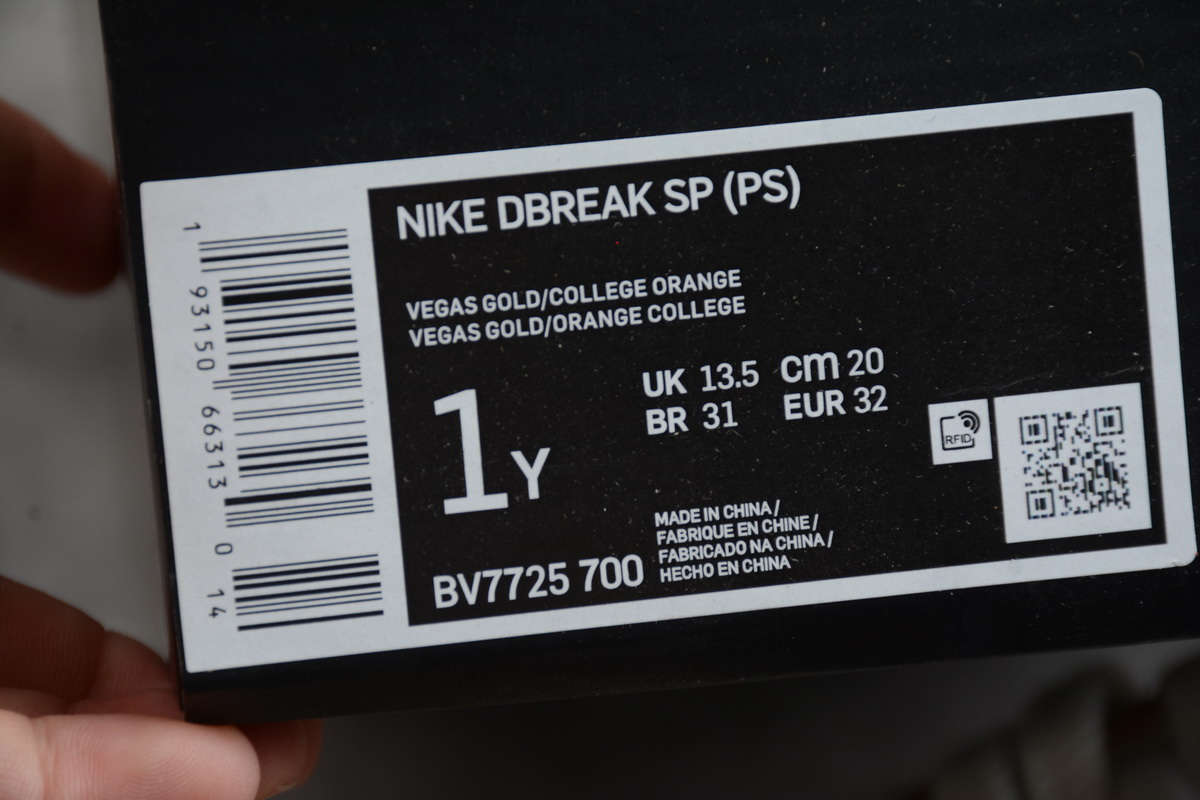 NIKE DBREAK SP (PS)
VEGAS GOLD/COLLEGE ORANGE
VEGAS GOLD/ORANGE COLLEGE
1Y
UK 13.5 cm 20
BR 31 EUR 32
RFID
BV7725 700
MADE IN CHINA /
FABRIQUE EN CHINE /
FABRICADO NA CHINA /
HECHO EN CHINA
1 93150 66313 0 14